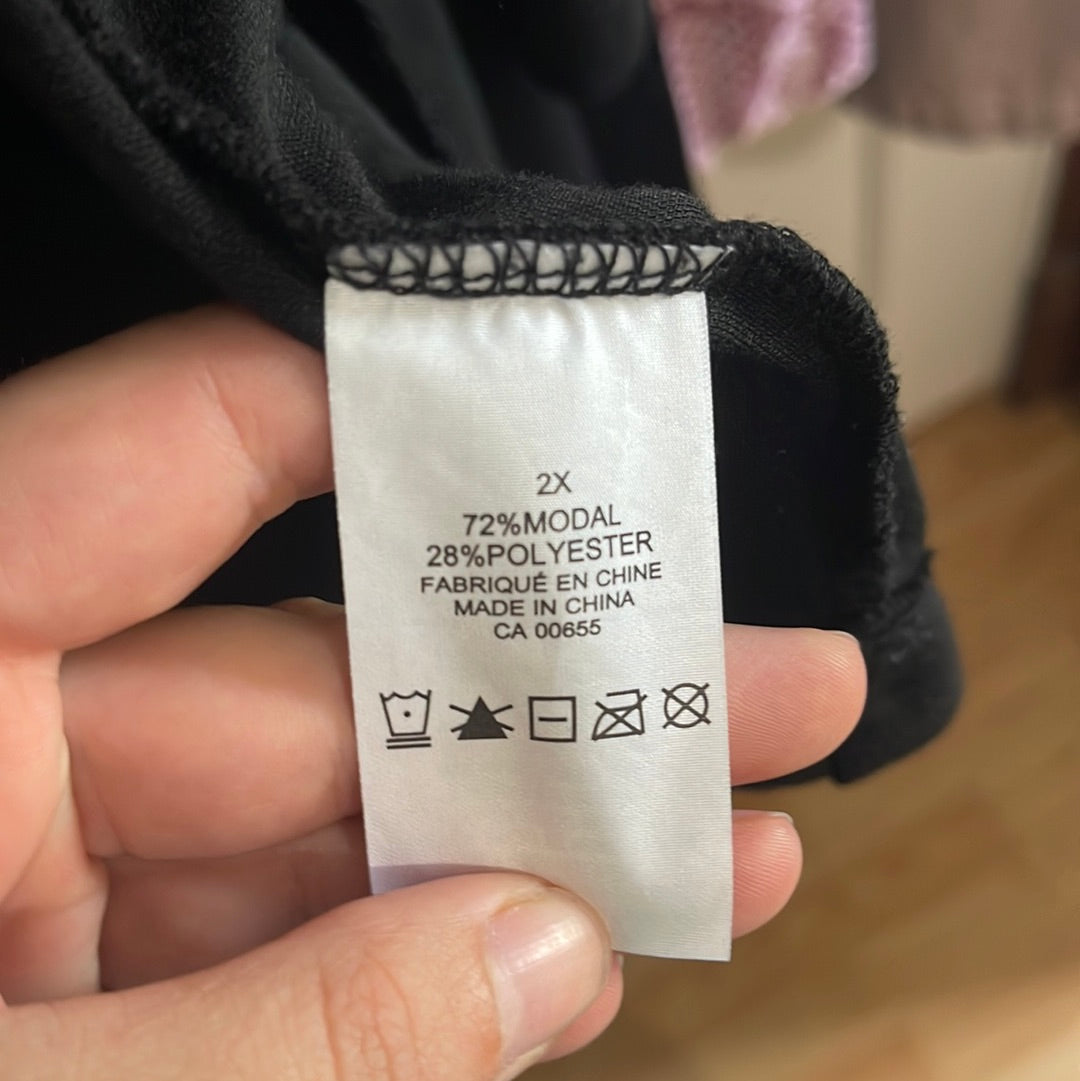 2X
72%MODAL
28%POLYESTER
FABRIQUÉ EN CHINE
MADE IN CHINA
CA 00655